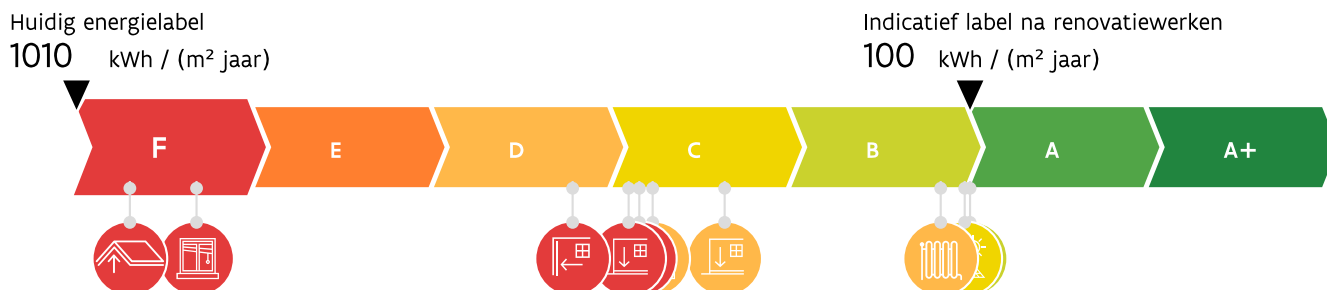 Huidig energielabel
1010 kWh / (m² jaar)
Indicatief label na renovatiewerken
100 kWh / (m² jaar)
F E D C B A A+